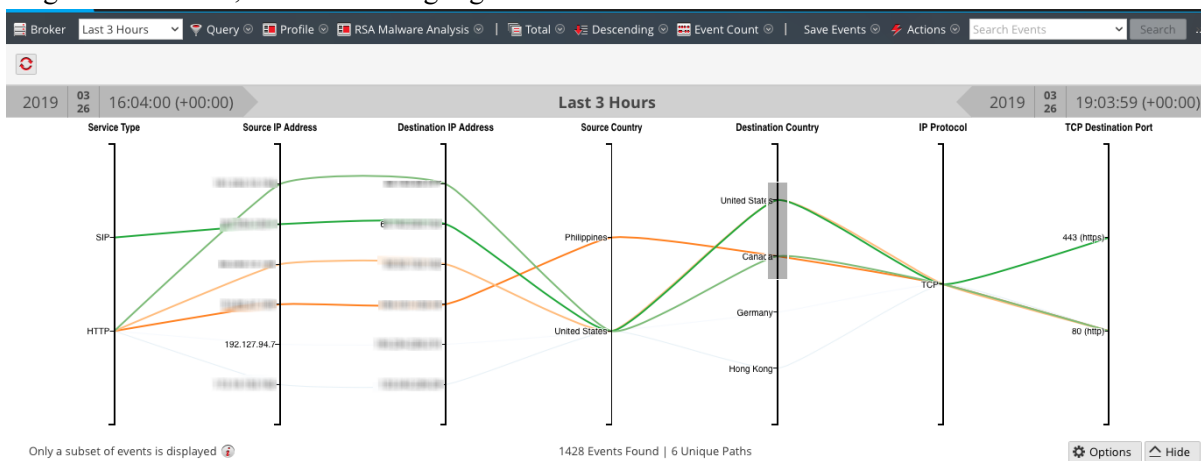 Broker Last 3 Hours Query Profile RSA Malware Analysis | Total Descending Event Count | Save Events Actions Search Events Search
2019 03 26 16:04:00 (+00:00) Last 3 Hours 2019 03 26 19:03:59 (+00:00)
Service Type Source IP Address Destination IP Address Source Country Destination Country IP Protocol TCP Destination Port
United States
SIP Philippines 443 (https)
Canada
TCP
Germany
HTTP United States 80 (http)
192.127.94.7
Hong Kong
Only a subset of events is displayed 1428 Events Found | 6 Unique Paths Options Hide